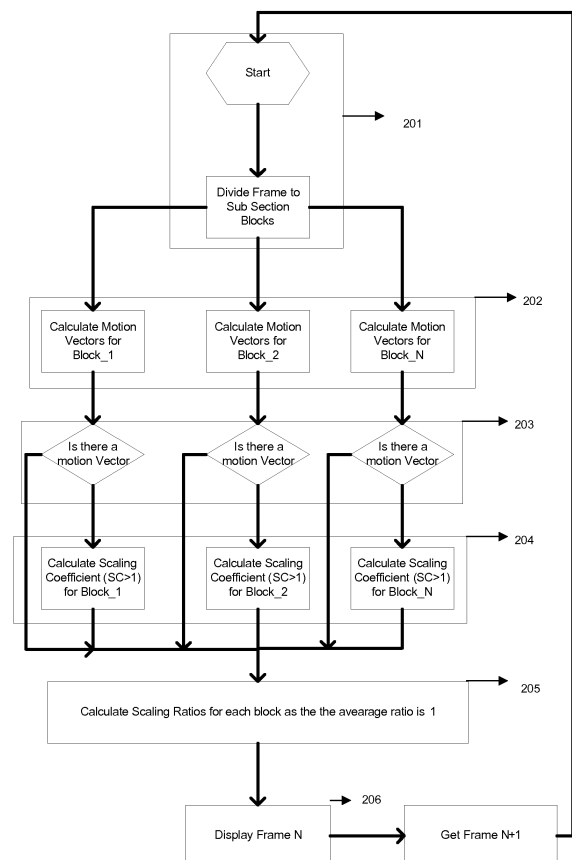 Start
201
Divide Frame to
Sub Section
Blocks
202
Calculate Motion
Vectors for
Block_1
Calculate Motion
Vectors for
Block_2
Calculate Motion
Vectors for
Block_N
203
Is there a
motion Vector
Is there a
motion Vector
Is there a
motion Vector
204
Calculate Scaling
Coefficient (SC>1)
for Block_1
Calculate Scaling
Coefficient (SC>1)
for Block_2
Calculate Scaling
Coefficient (SC>1)
for Block_N
205
Calculate Scaling Ratios for each block as the the avearage ratio is 1
206
Display Frame N
Get Frame N+1